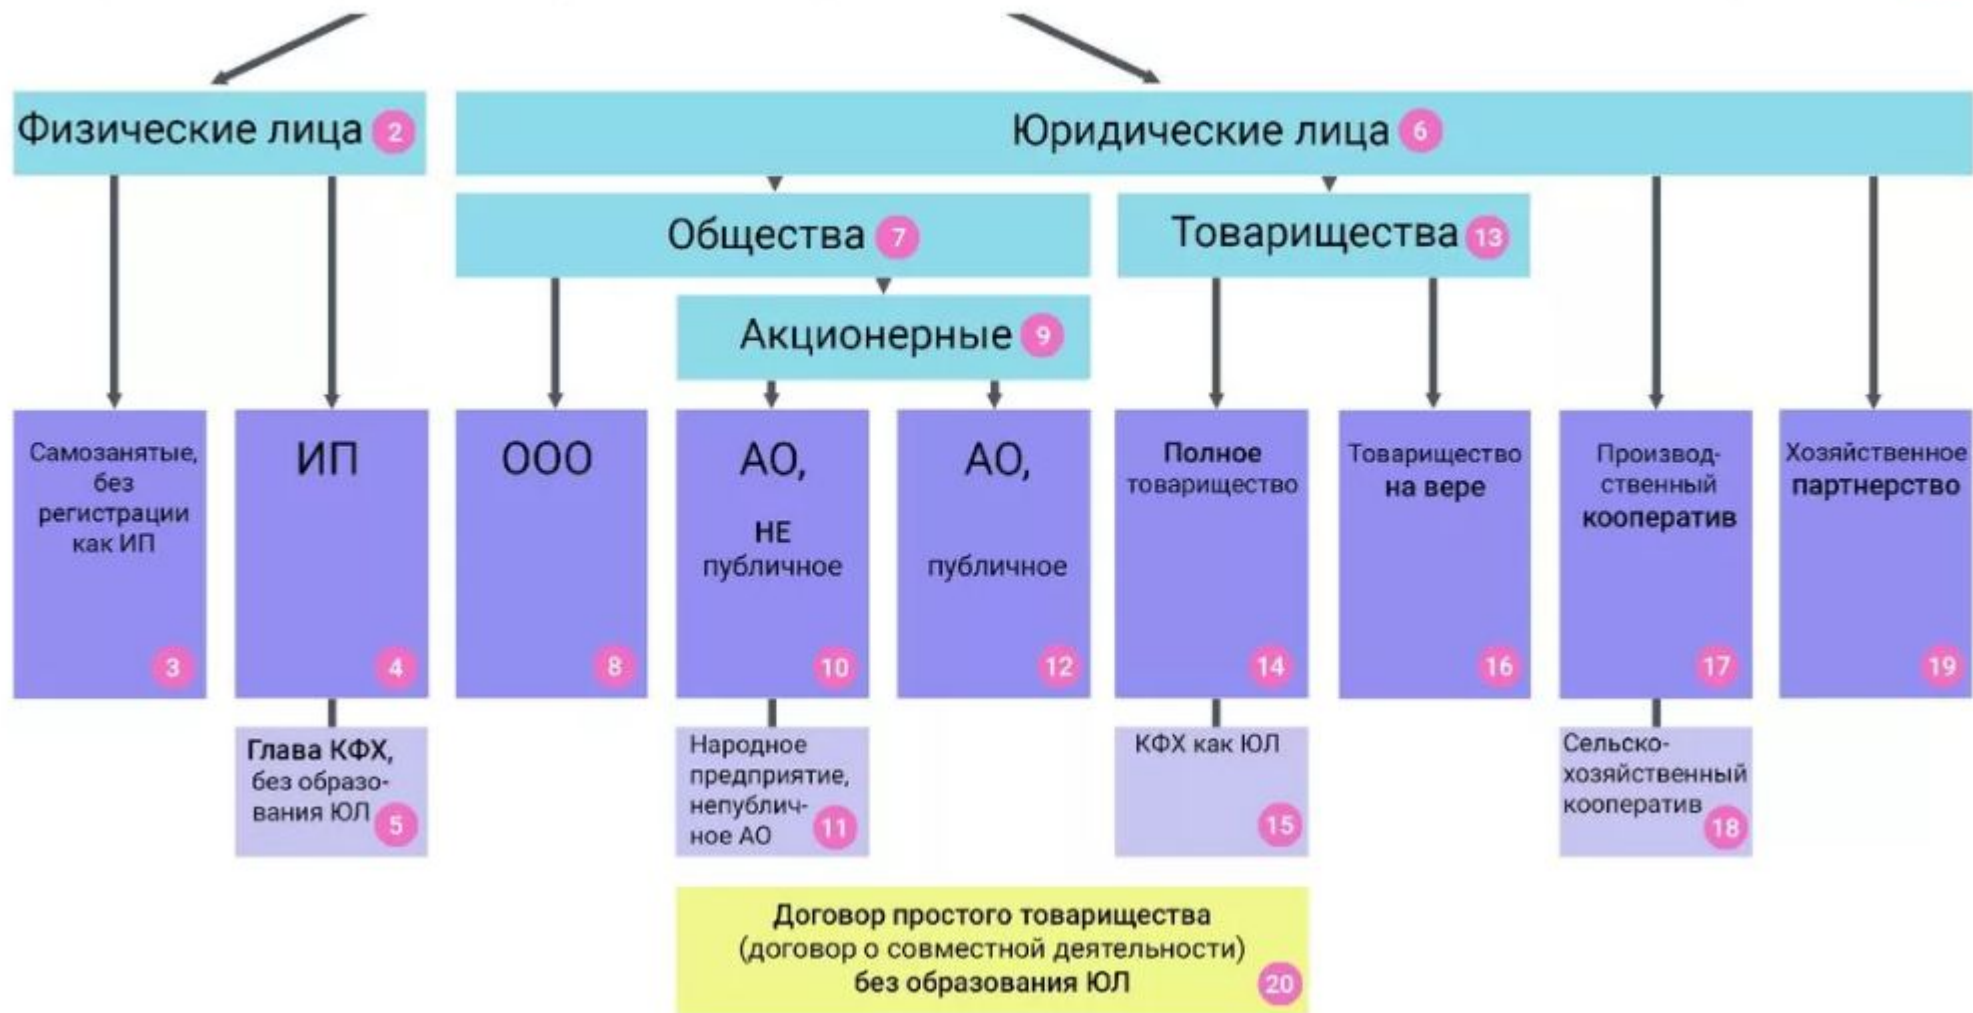 Физические лица 2
Юридические лица 6
Общества 7
Товарищества 13
Акционерные 9
Самозанятые,
без
регистрации
как ИП
3
ИП
4
ООО
8
АО,
НЕ
публичное
10
АО,
публичное
12
Полное
товарищество
14
Товарищество
на вере
16
Производ-
ственный
кооператив
17
Хозяйственное
партнерство
19
Глава КФХ,
без образо-
вания ЮЛ
5
Народное
предприятие,
непублич-
ное АО
11
КФХ как ЮЛ
15
Сельско-
хозяйственный
кооператив
18
Договор простого товарищества
(договор о совместной деятельности)
без образования ЮЛ
20